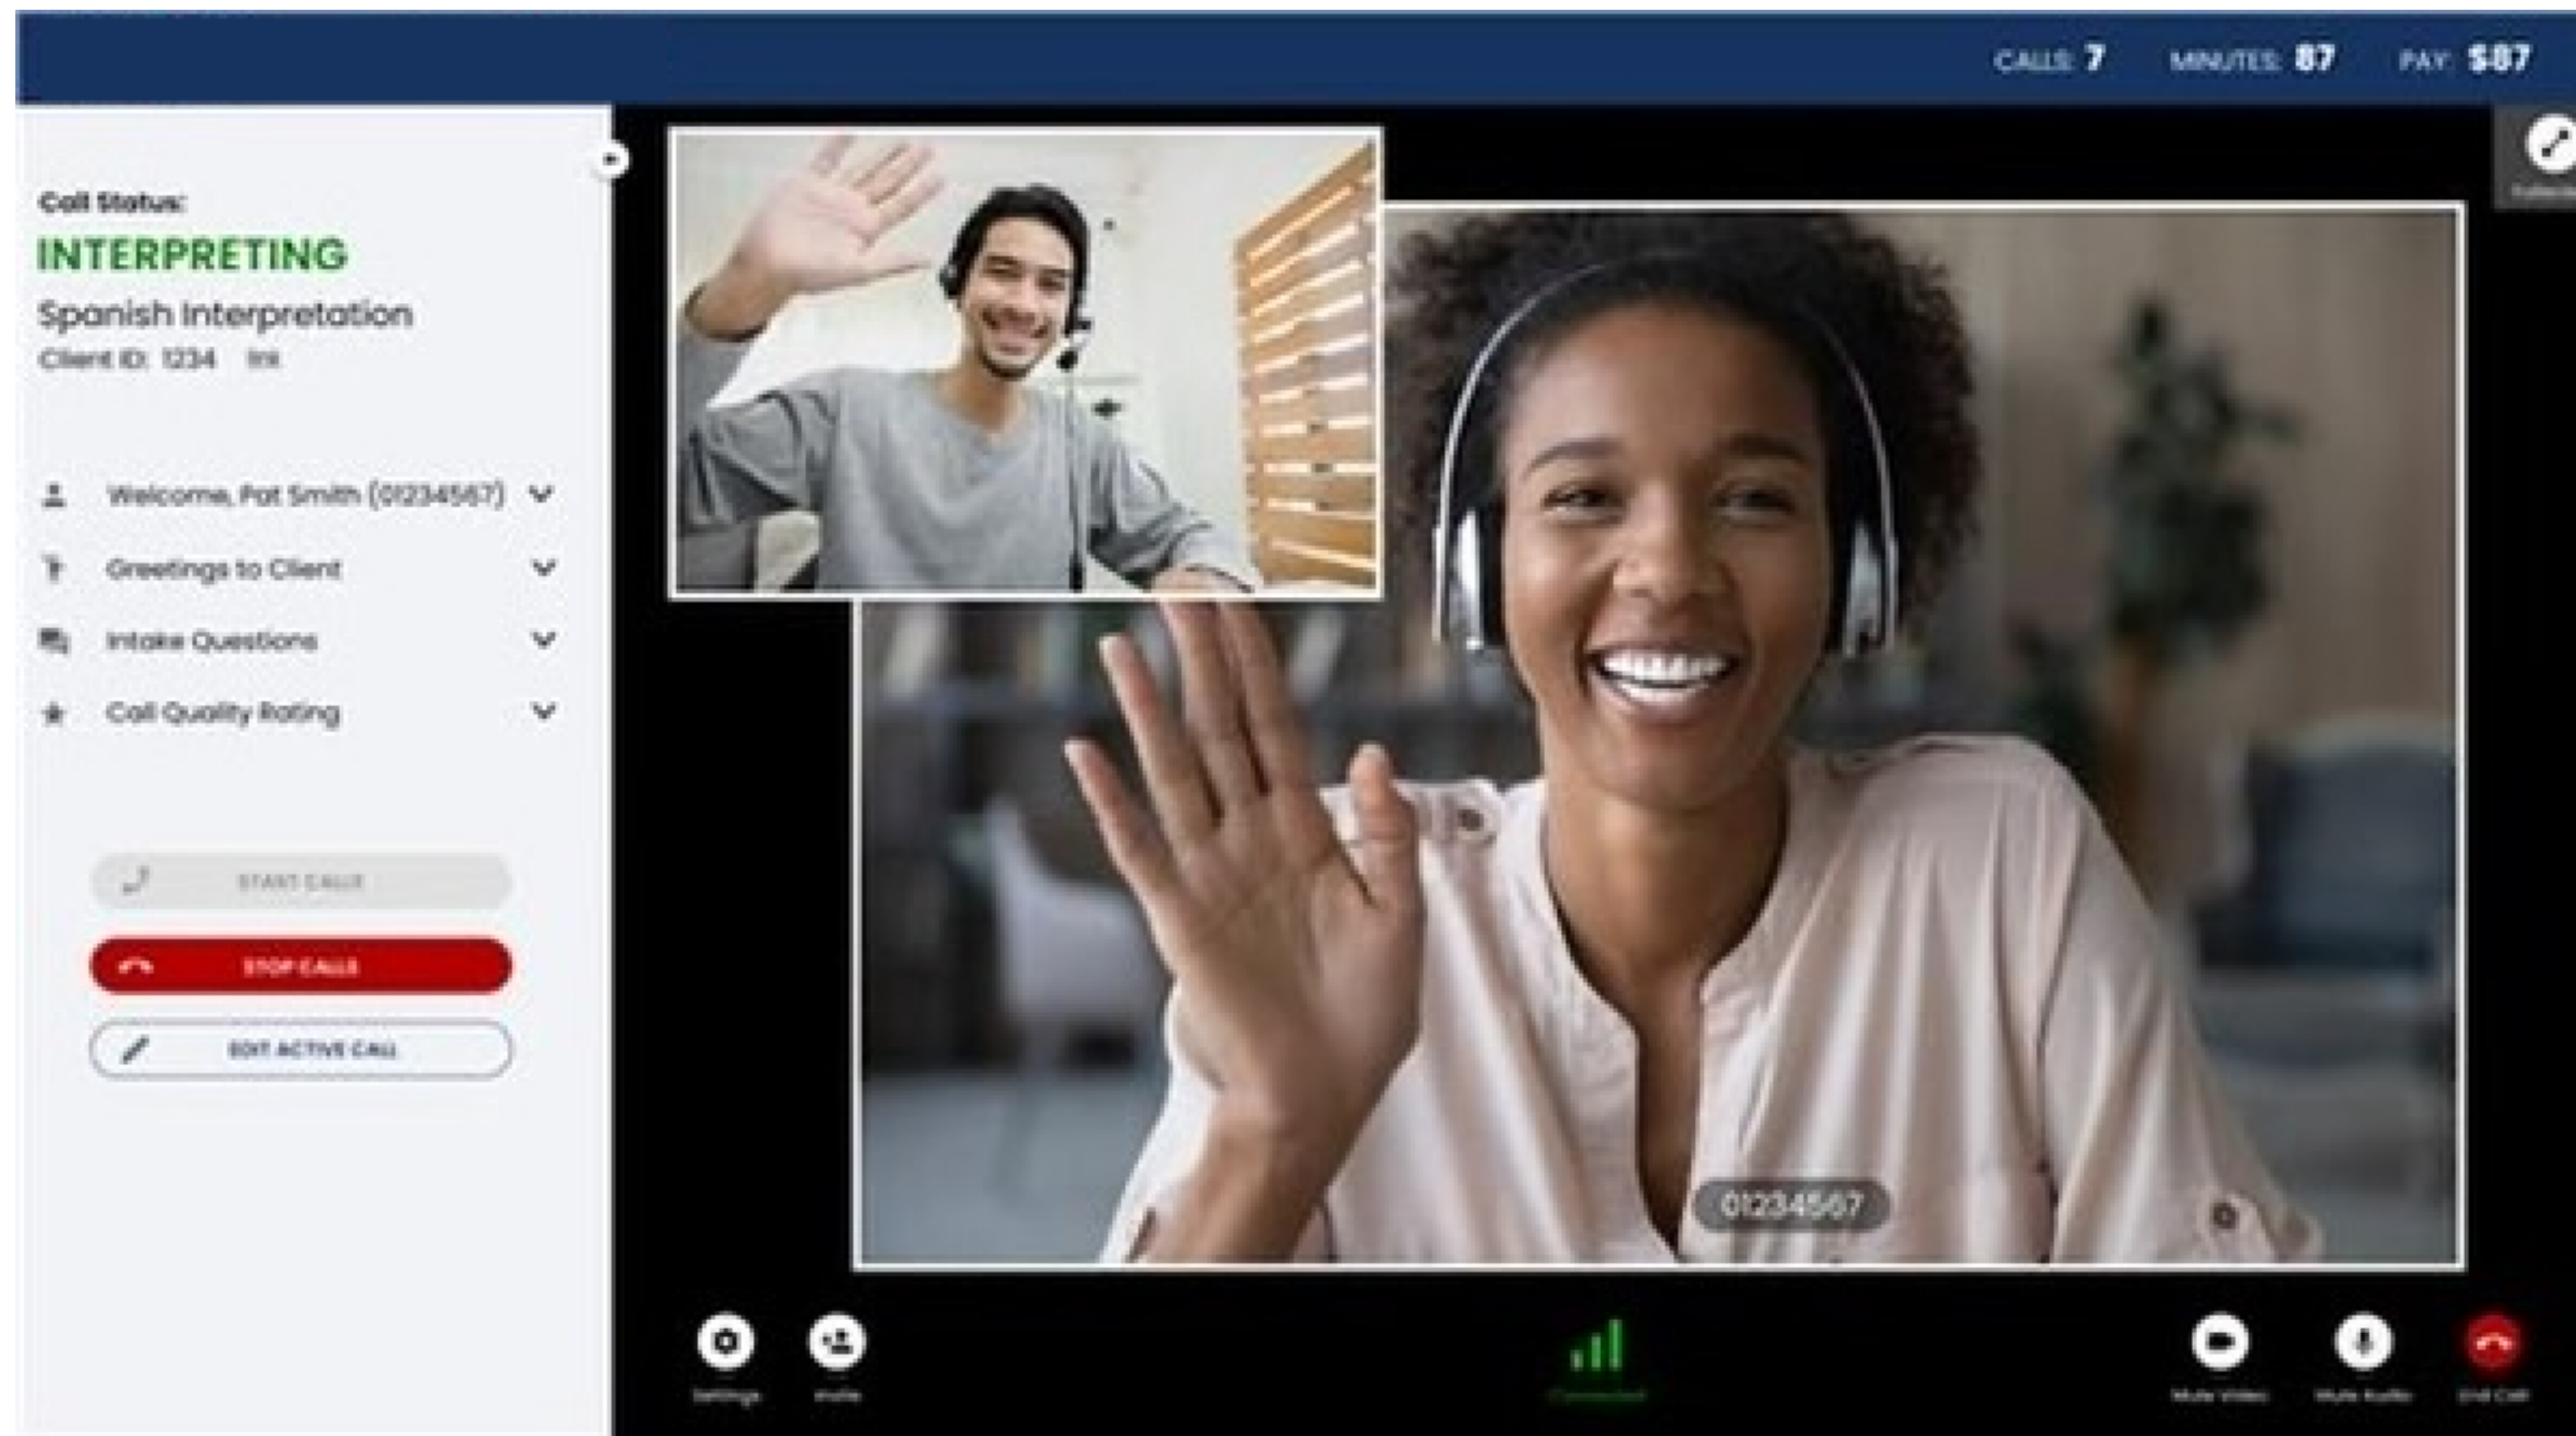 CALLS: 7 MINUTES: 87 PAY: $87
Call Status:
INTERPRETING
Spanish Interpretation
Client ID: 1234
Welcome, Pat Smith (01234567)
Greetings to Client
Intake Questions
Call Quality Rating
START CALLS
STOP CALLS
EDIT ACTIVE CALL
01234567
Settings
Invite
Connected
Mute Video
Mute Audio
End Call